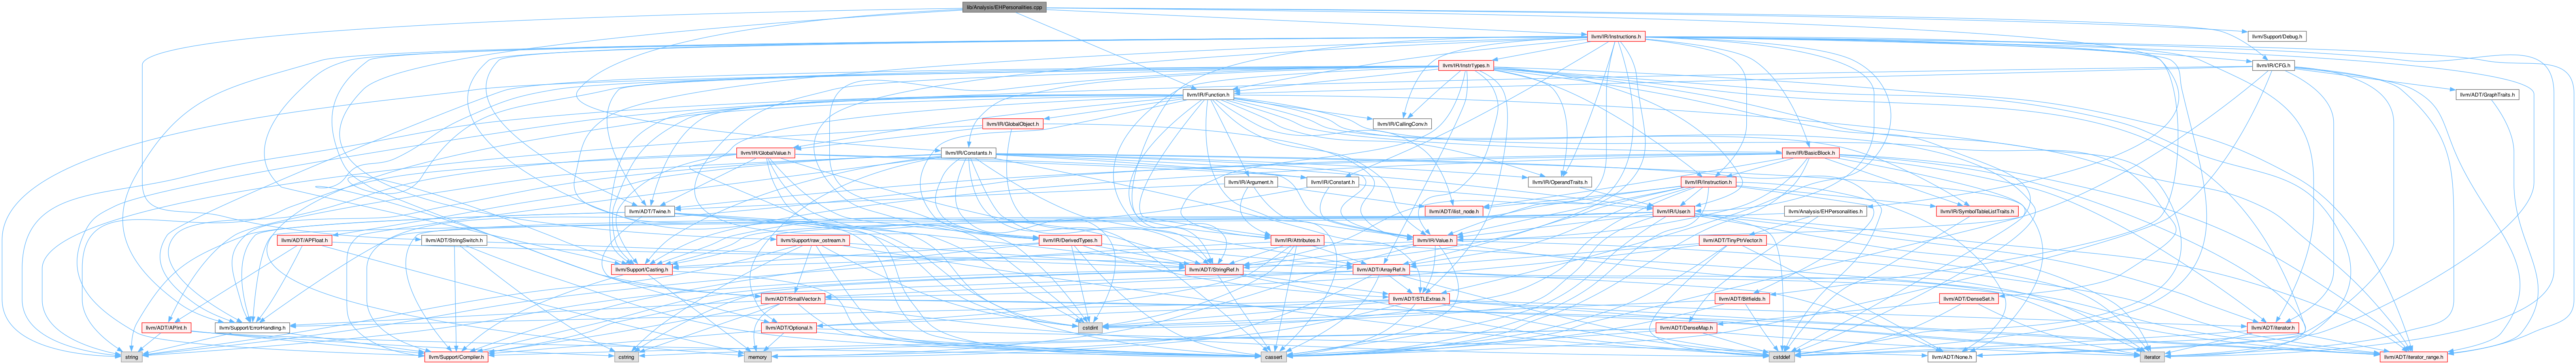 lib/Analysis/EHPersonalities.cpp
llvm/IR/Instructions.h
llvm/Support/Debug.h
llvm/IR/InstrTypes.h
llvm/IR/CFG.h
llvm/IR/Function.h
llvm/ADT/GraphTraits.h
llvm/IR/GlobalObject.h
llvm/IR/CallingConv.h
llvm/IR/GlobalValue.h
llvm/IR/Constants.h
llvm/IR/BasicBlock.h
llvm/IR/Argument.h
llvm/IR/Constant.h
llvm/IR/OperandTraits.h
llvm/IR/Instruction.h
llvm/ADT/Twine.h
llvm/ADT/ilist_node.h
llvm/IR/User.h
llvm/Analysis/EHPersonalities.h
llvm/IR/SymbolTableListTraits.h
llvm/ADT/APFloat.h
llvm/ADT/StringSwitch.h
llvm/Support/raw_ostream.h
llvm/IR/DerivedTypes.h
llvm/IR/Attributes.h
llvm/IR/Value.h
llvm/ADT/TinyPtrVector.h
llvm/Support/Casting.h
llvm/ADT/StringRef.h
llvm/ADT/ArrayRef.h
llvm/ADT/SmallVector.h
llvm/ADT/STLExtras.h
llvm/ADT/Bitfields.h
llvm/ADT/DenseSet.h
llvm/ADT/APInt.h
llvm/Support/ErrorHandling.h
llvm/ADT/Optional.h
cstdint
llvm/ADT/DenseMap.h
llvm/ADT/iterator.h
string
llvm/Support/Compiler.h
cstring
memory
cassert
cstddef
llvm/ADT/None.h
iterator
llvm/ADT/iterator_range.h